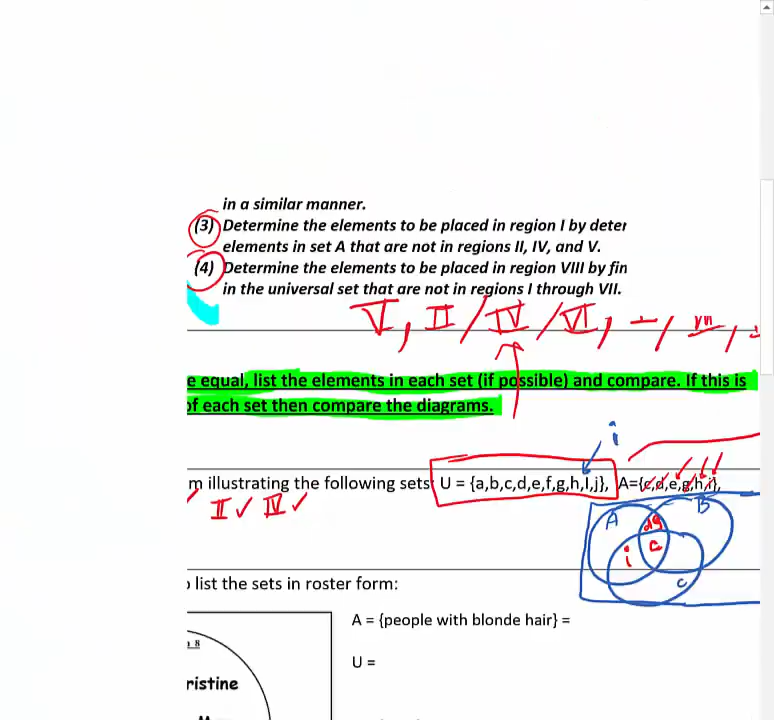 in a similar manner.
(3) Determine the elements to be placed in region I by deter
elements in set A that are not in regions II, IV, and V.
(4) Determine the elements to be placed in region VIII by fin
in the universal set that are not in regions I through VII.
V, II / IV / VI, I, VII,
e equal, list the elements in each set (if possible) and compare. If this is
of each set then compare the diagrams.
i
m illustrating the following sets: U = {a,b,c,d,e,f,g,h,I,j}, A={c,d,e,g,h,i},
II ✓ IV ✓
A B
dg
c
i
C
o list the sets in roster form:
A = {people with blonde hair} =
n 8
U =
ristine